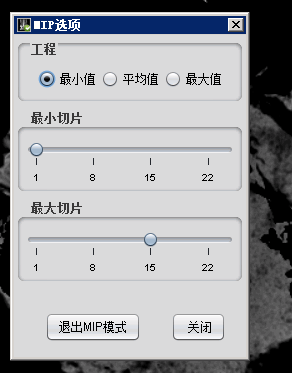 MIP选项
工程
最小值 平均值 最大值
最小切片
1 8 15 22
最大切片
1 8 15 22
退出MIP模式 关闭